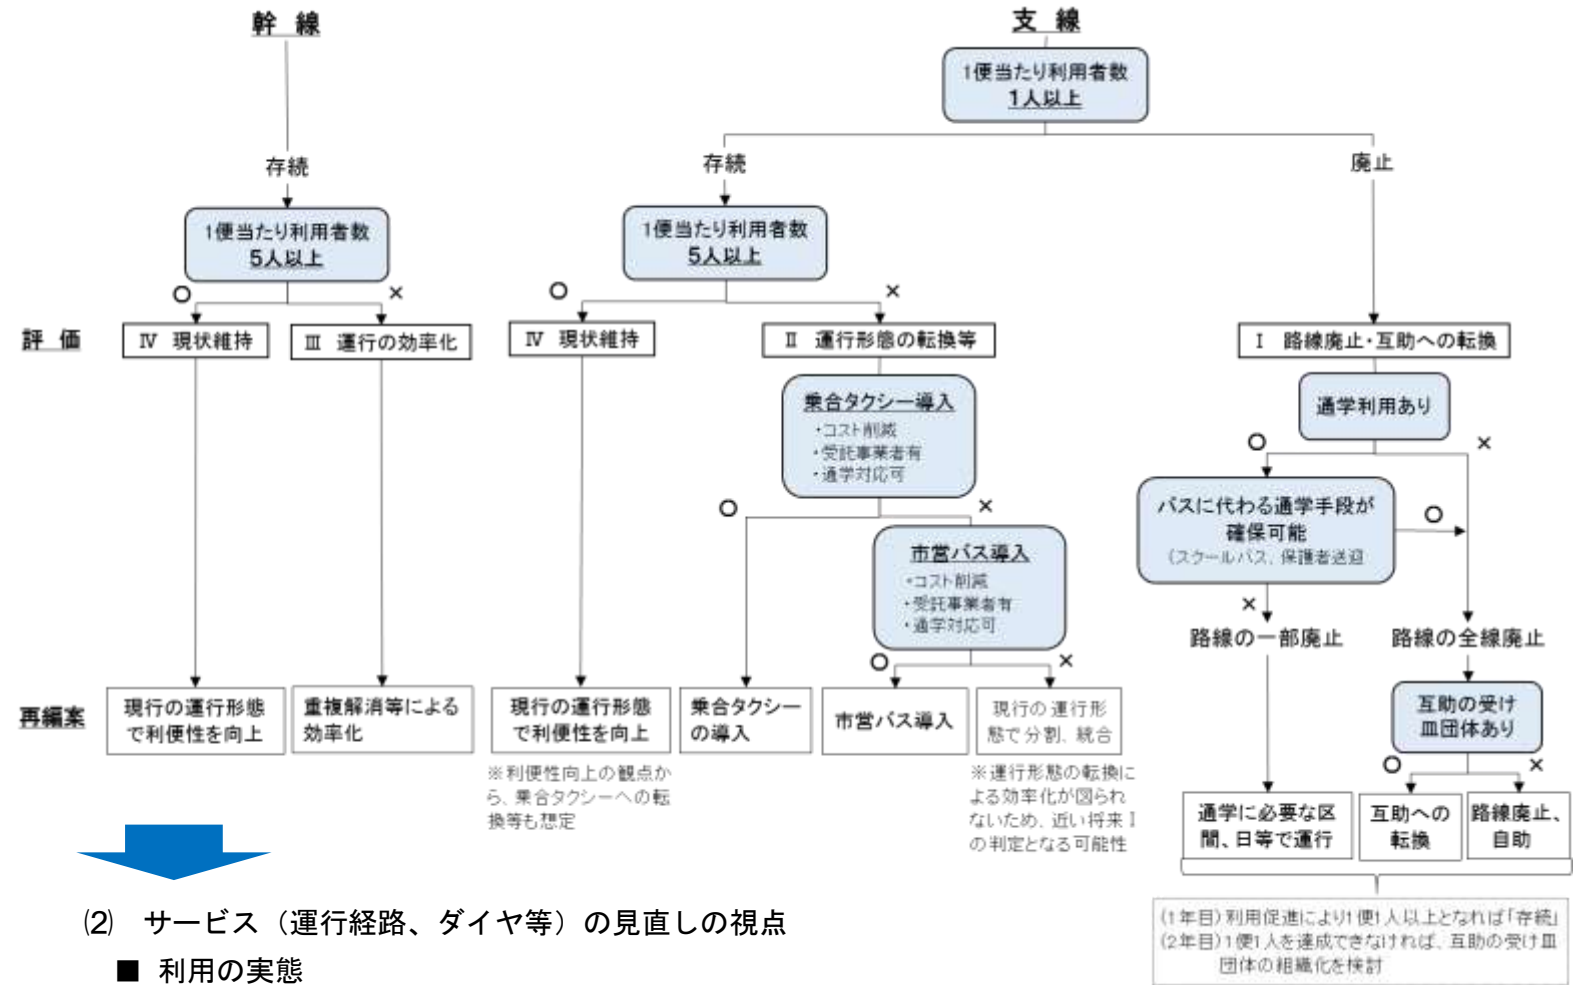 幹 線
支 線
1便当たり利用者数
1人以上
存続
存続
廃止
1便当たり利用者数
5人以上
1便当たり利用者数
5人以上
○
×
○
×
評 価
Ⅳ 現状維持
Ⅲ 運行の効率化
Ⅳ 現状維持
Ⅱ 運行形態の転換等
Ⅰ 路線廃止・互助への転換
乗合タクシー導入
・コスト削減
・受託事業者有
・通学対応可
通学利用あり
○
×
○
×
バスに代わる通学手段が
確保可能
(スクールバス、保護者送迎
○
市営バス導入
・コスト削減
・受託事業者有
・通学対応可
×
路線の一部廃止
路線の全線廃止
○
×
再編案
現行の運行形態
で利便性を向上
重複解消等による
効率化
現行の運行形態
で利便性を向上
乗合タクシー
の導入
市営バス導入
現行の運行形
態で分割、統合
互助の受け
皿団体あり
○
×
※利便性向上の観点か
ら、乗合タクシーへの転
換等も想定
※運行形態の転換に
よる効率化が図られ
ないため、近い将来Ⅰ
の判定となる可能性
通学に必要な区
間、日等で運行
互助への
転換
路線廃止、
自助
(1年目)利用促進により1便1人以上となれば「存続」
(2年目)1便1人を達成できなければ、互助の受け皿
団体の組織化を検討
⑵ サービス（運行経路、ダイヤ等）の見直しの視点
■ 利用の実態